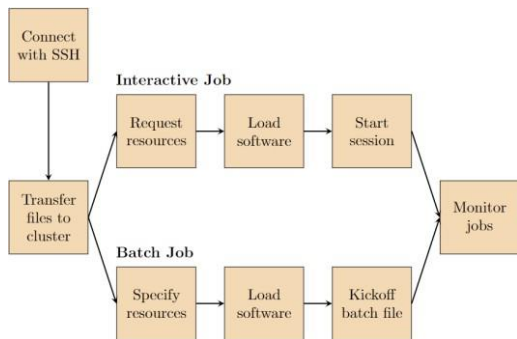 Connect
with SSH
Interactive Job
Request
resources
Load
software
Start
session
Transfer
files to
cluster
Monitor
jobs
Batch Job
Specify
resources
Load
software
Kickoff
batch file